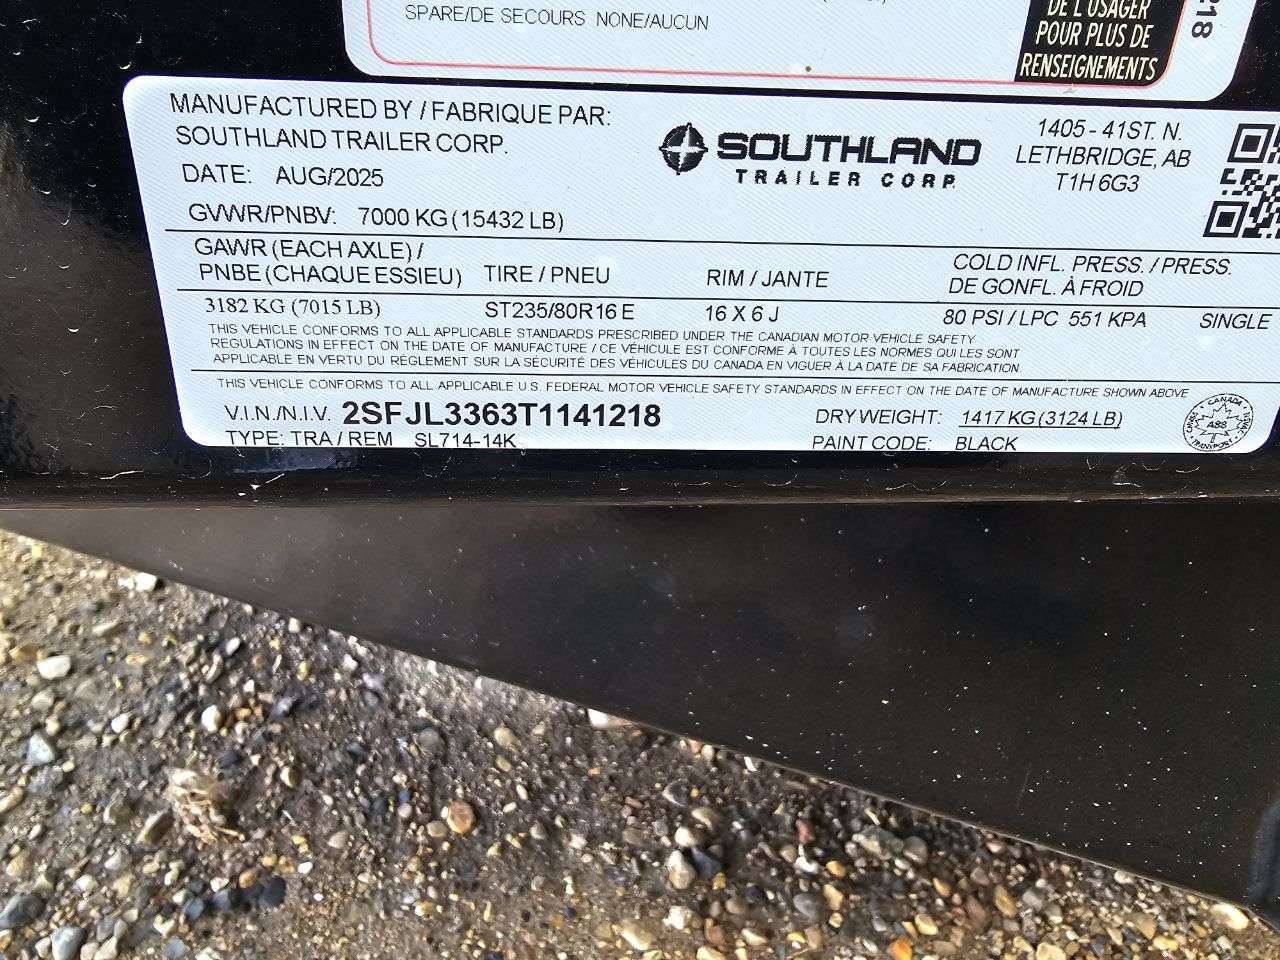 SPARE/DE SECOURS NONE/AUCUN
DE L'USAGER
POUR PLUS DE
RENSEIGNEMENTS
218
MANUFACTURED BY / FABRIQUE PAR:
SOUTHLAND TRAILER CORP.
DATE: AUG/2025
GVWR/PNBV: 7000 KG (15432 LB)
SOUTHLAND
TRAILER CORP.
1405 - 41ST. N.
LETHBRIDGE, AB
T1H 6G3
GAWR (EACH AXLE) /
PNBE (CHAQUE ESSIEU)
TIRE / PNEU
RIM / JANTE
COLD INFL. PRESS. / PRESS.
DE GONFL. À FROID
3182 KG (7015 LB) ST235/80R16 E 16 X 6 J 80 PSI / LPC 551 KPA SINGLE
THIS VEHICLE CONFORMS TO ALL APPLICABLE STANDARDS PRESCRIBED UNDER THE CANADIAN MOTOR VEHICLE SAFETY
REGULATIONS IN EFFECT ON THE DATE OF MANUFACTURE / CE VÉHICULE EST CONFORME À TOUTES LES NORMES QUI LES SONT
APPLICABLE EN VERTU DU RÈGLEMENT SUR LA SÉCURITÉ DES VÉHICULES DU CANADA EN VIGUER À LA DATE DE SA FABRICATION.
THIS VEHICLE CONFORMS TO ALL APPLICABLE U.S. FEDERAL MOTOR VEHICLE SAFETY STANDARDS IN EFFECT ON THE DATE OF MANUFACTURE SHOWN ABOVE
V.I.N./N.I.V. 2SFJL3363T1141218 DRY WEIGHT: 1417 KG (3124 LB)
TYPE: TRA / REM SL714-14K PAINT CODE: BLACK
CANADA
A88
TRANSPORT